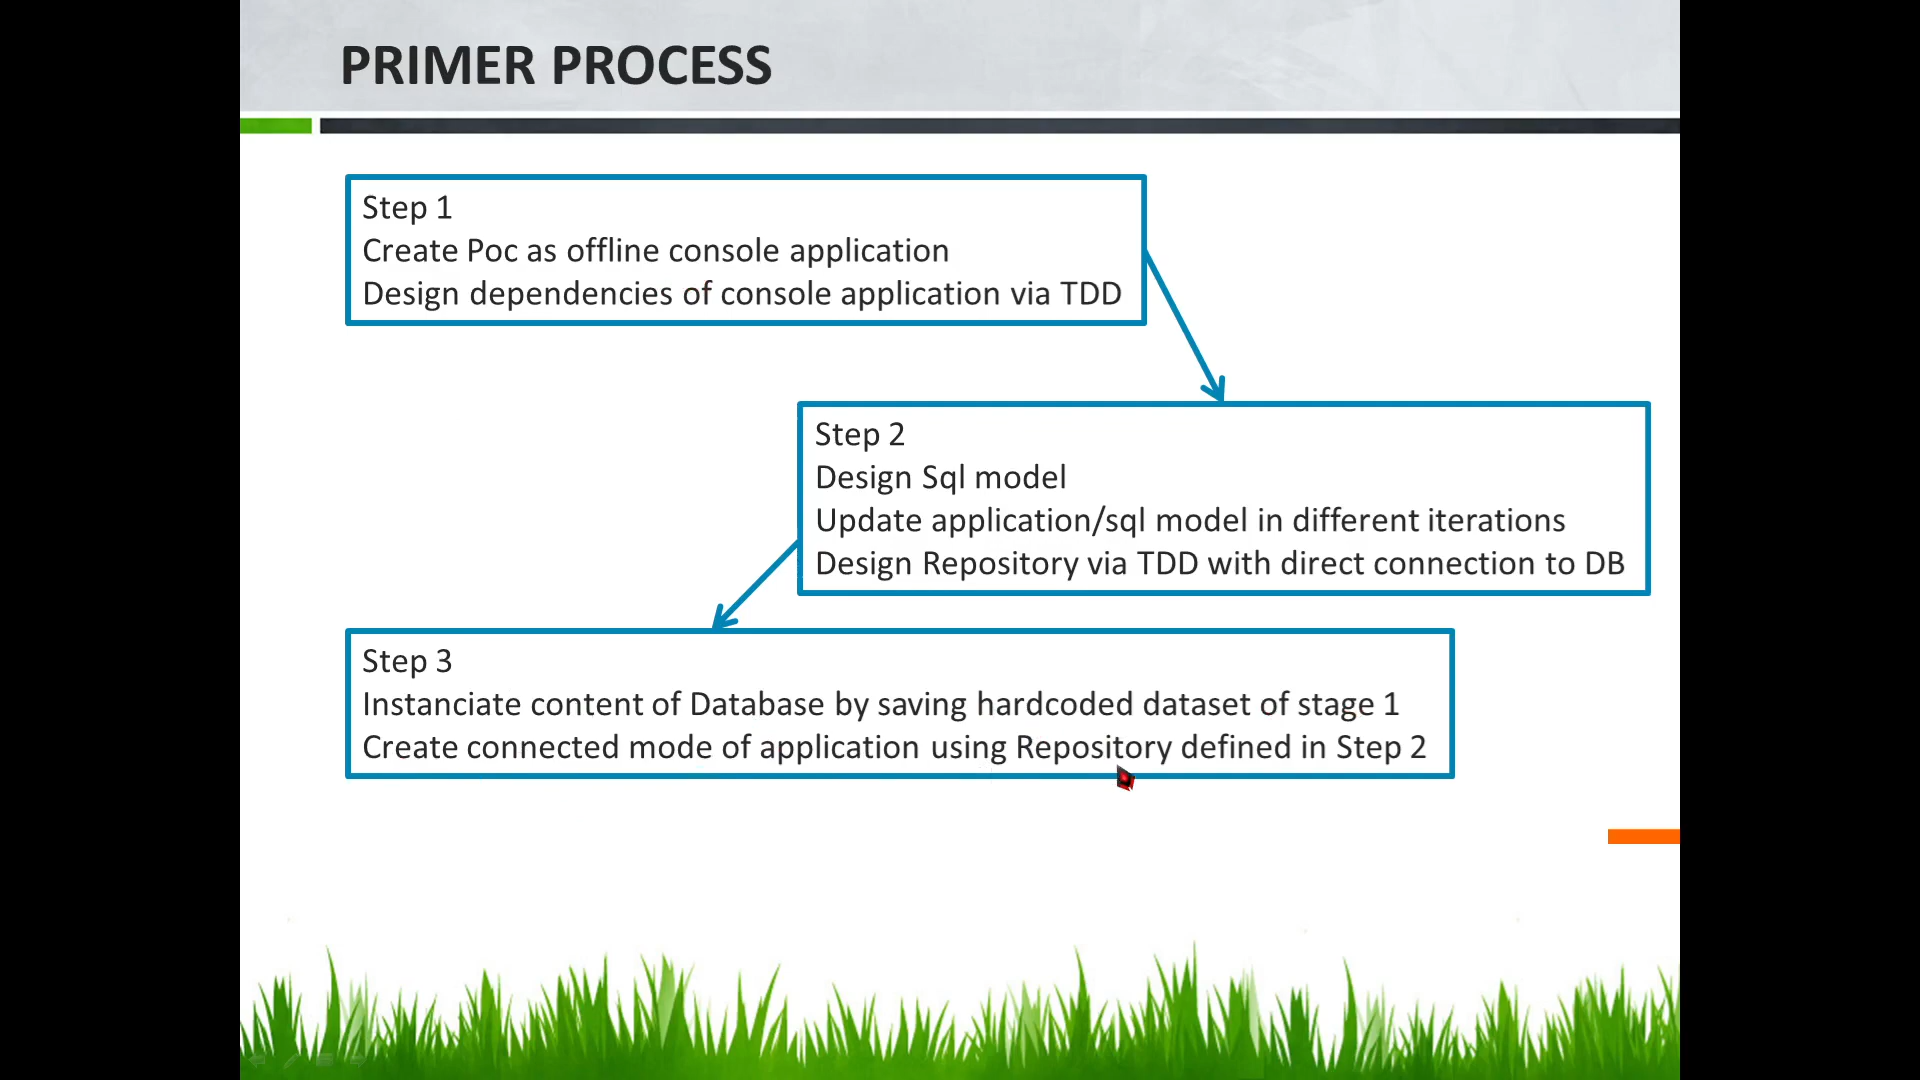 PRIMER PROCESS
Step 1
Create Poc as offline console application
Design dependencies of console application via TDD
Step 2
Design Sql model
Update application/sql model in different iterations
Design Repository via TDD with direct connection to DB
Step 3
Instanciate content of Database by saving hardcoded dataset of stage 1
Create connected mode of application using Repository defined in Step 2